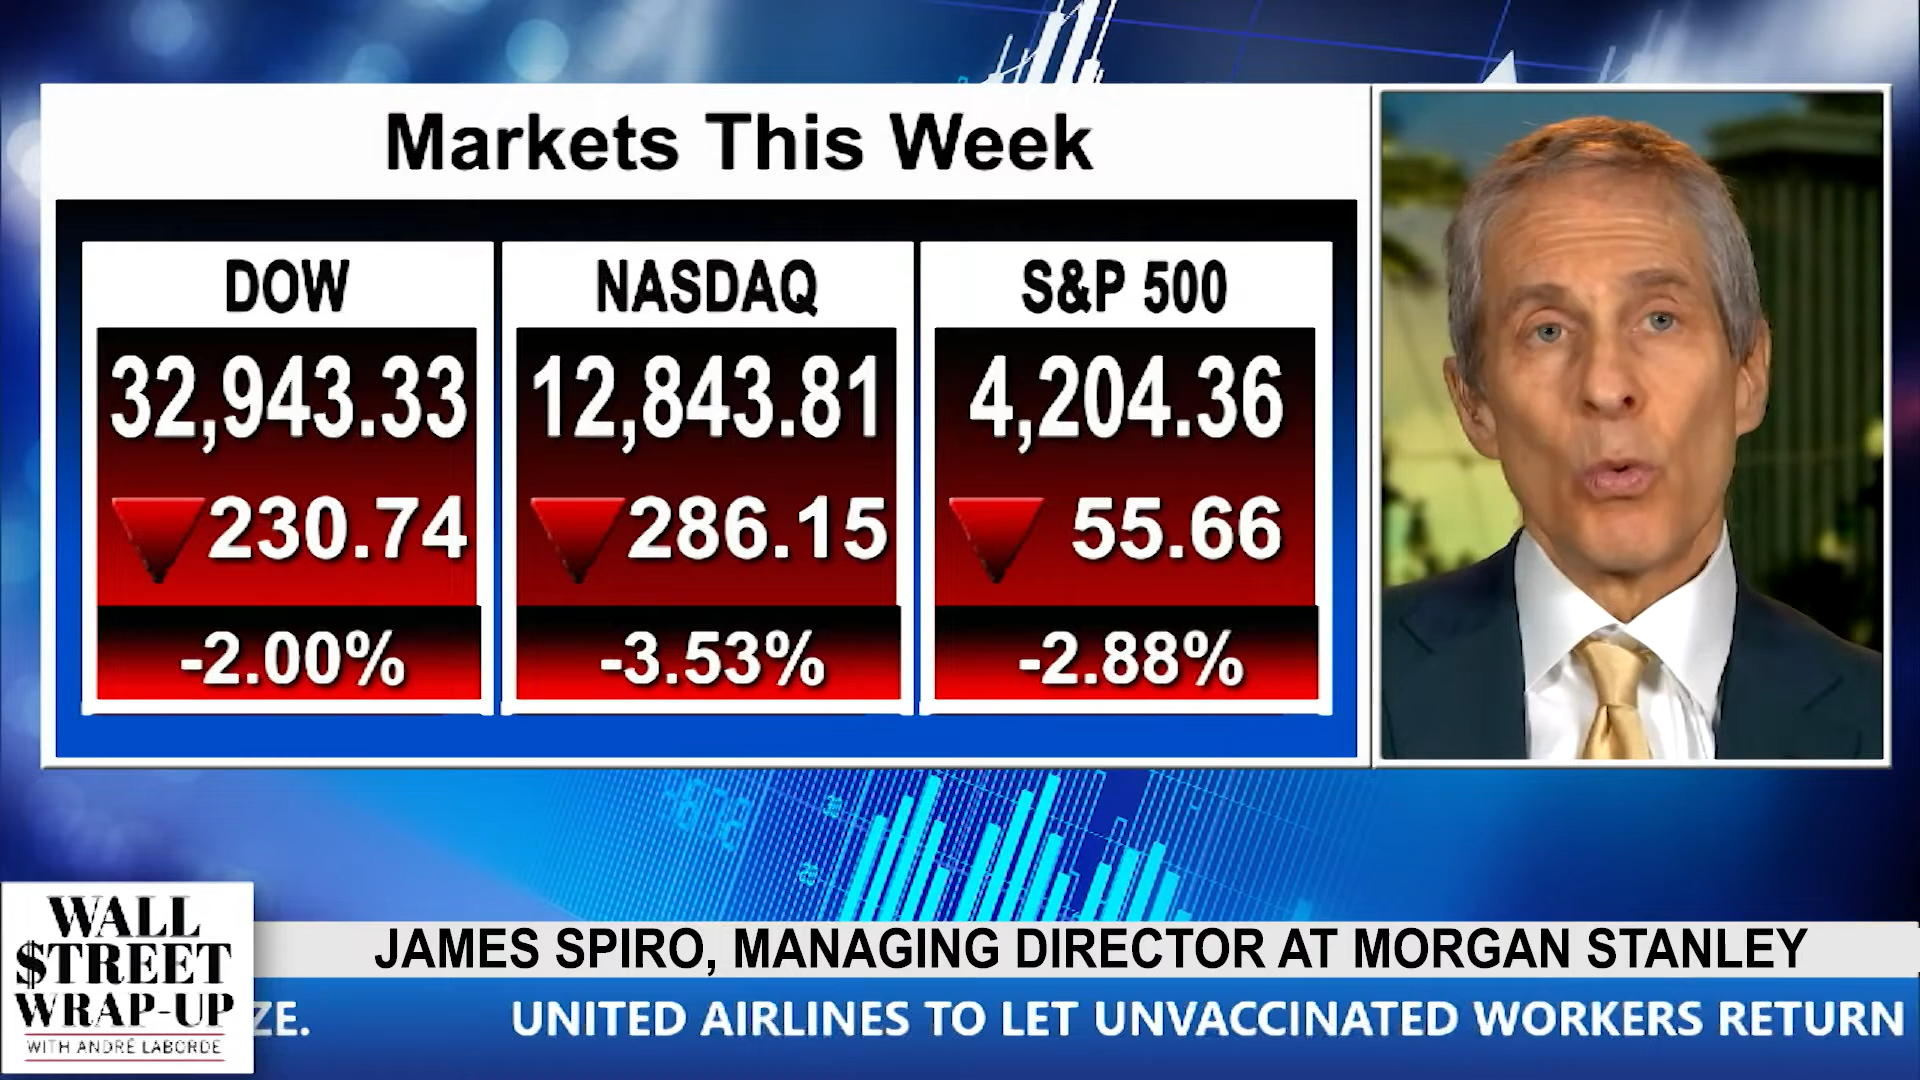 Markets This Week
DOW
32,943.33
230.74
-2.00%
NASDAQ
12,843.81
286.15
-3.53%
S&P 500
4,204.36
55.66
-2.88%
WALL
$TREET
WRAP-UP
WITH ANDRÉ LABORDE
JAMES SPIRO, MANAGING DIRECTOR AT MORGAN STANLEY
ZE. UNITED AIRLINES TO LET UNVACCINATED WORKERS RETURN